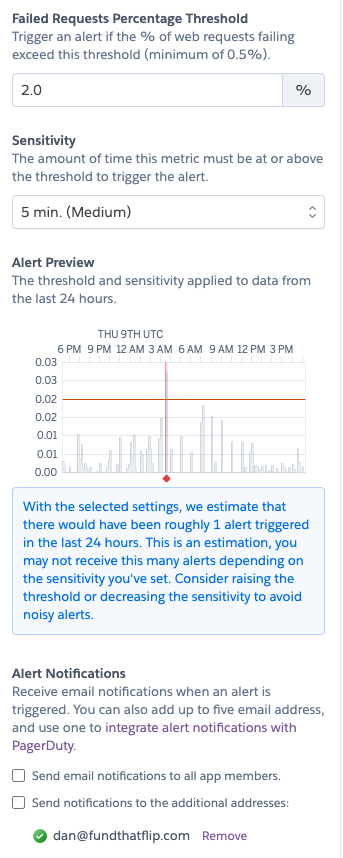 Failed Requests Percentage Threshold
Trigger an alert if the % of web requests failing
exceed this threshold (minimum of 0.5%).
2.0 %
Sensitivity
The amount of time this metric must be at or above
the threshold to trigger the alert.
5 min. (Medium)
Alert Preview
The threshold and sensitivity applied to data from
the last 24 hours.
THU 9TH UTC
6 PM 9 PM 12 AM 3 AM 6 AM 9 AM 12 PM 3 PM
0.03
0.03
0.02
0.02
0.01
0.01
0.00
With the selected settings, we estimate that
there would have been roughly 1 alert triggered
in the last 24 hours. This is an estimation, you
may not receive this many alerts depending on
the sensitivity you've set. Consider raising the
threshold or decreasing the sensitivity to avoid
noisy alerts.
Alert Notifications
Receive email notifications when an alert is
triggered. You can also add up to five email address,
and use one to integrate alert notifications with
PagerDuty.
Send email notifications to all app members.
Send notifications to the additional addresses:
dan@fundthatflip.com Remove